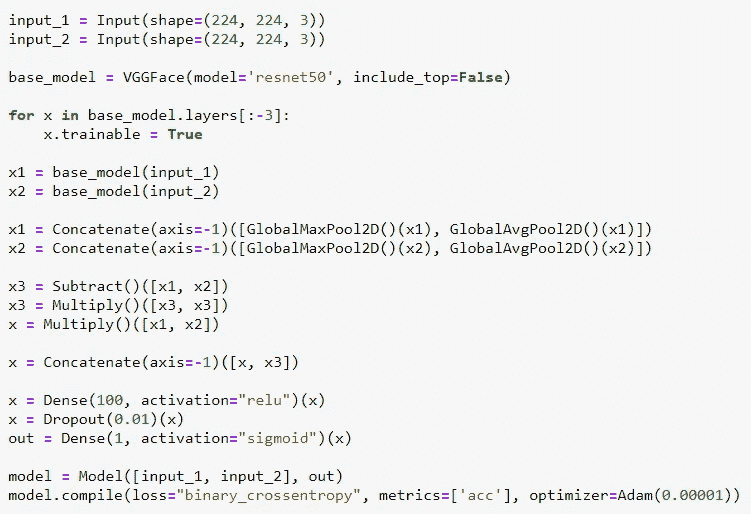 input_1 = Input(shape=(224, 224, 3))
input_2 = Input(shape=(224, 224, 3))
base_model = VGGFace(model='resnet50', include_top=False)
for x in base_model.layers[:-3]:
    x.trainable = True
x1 = base_model(input_1)
x2 = base_model(input_2)
x1 = Concatenate(axis=-1)([GlobalMaxPool2D()(x1), GlobalAvgPool2D()(x1)])
x2 = Concatenate(axis=-1)([GlobalMaxPool2D()(x2), GlobalAvgPool2D()(x2)])
x3 = Subtract()([x1, x2])
x3 = Multiply()([x3, x3])
x = Multiply()([x1, x2])
x = Concatenate(axis=-1)([x, x3])
x = Dense(100, activation="relu")(x)
x = Dropout(0.01)(x)
out = Dense(1, activation="sigmoid")(x)
model = Model([input_1, input_2], out)
model.compile(loss="binary_crossentropy", metrics=['acc'], optimizer=Adam(0.00001))